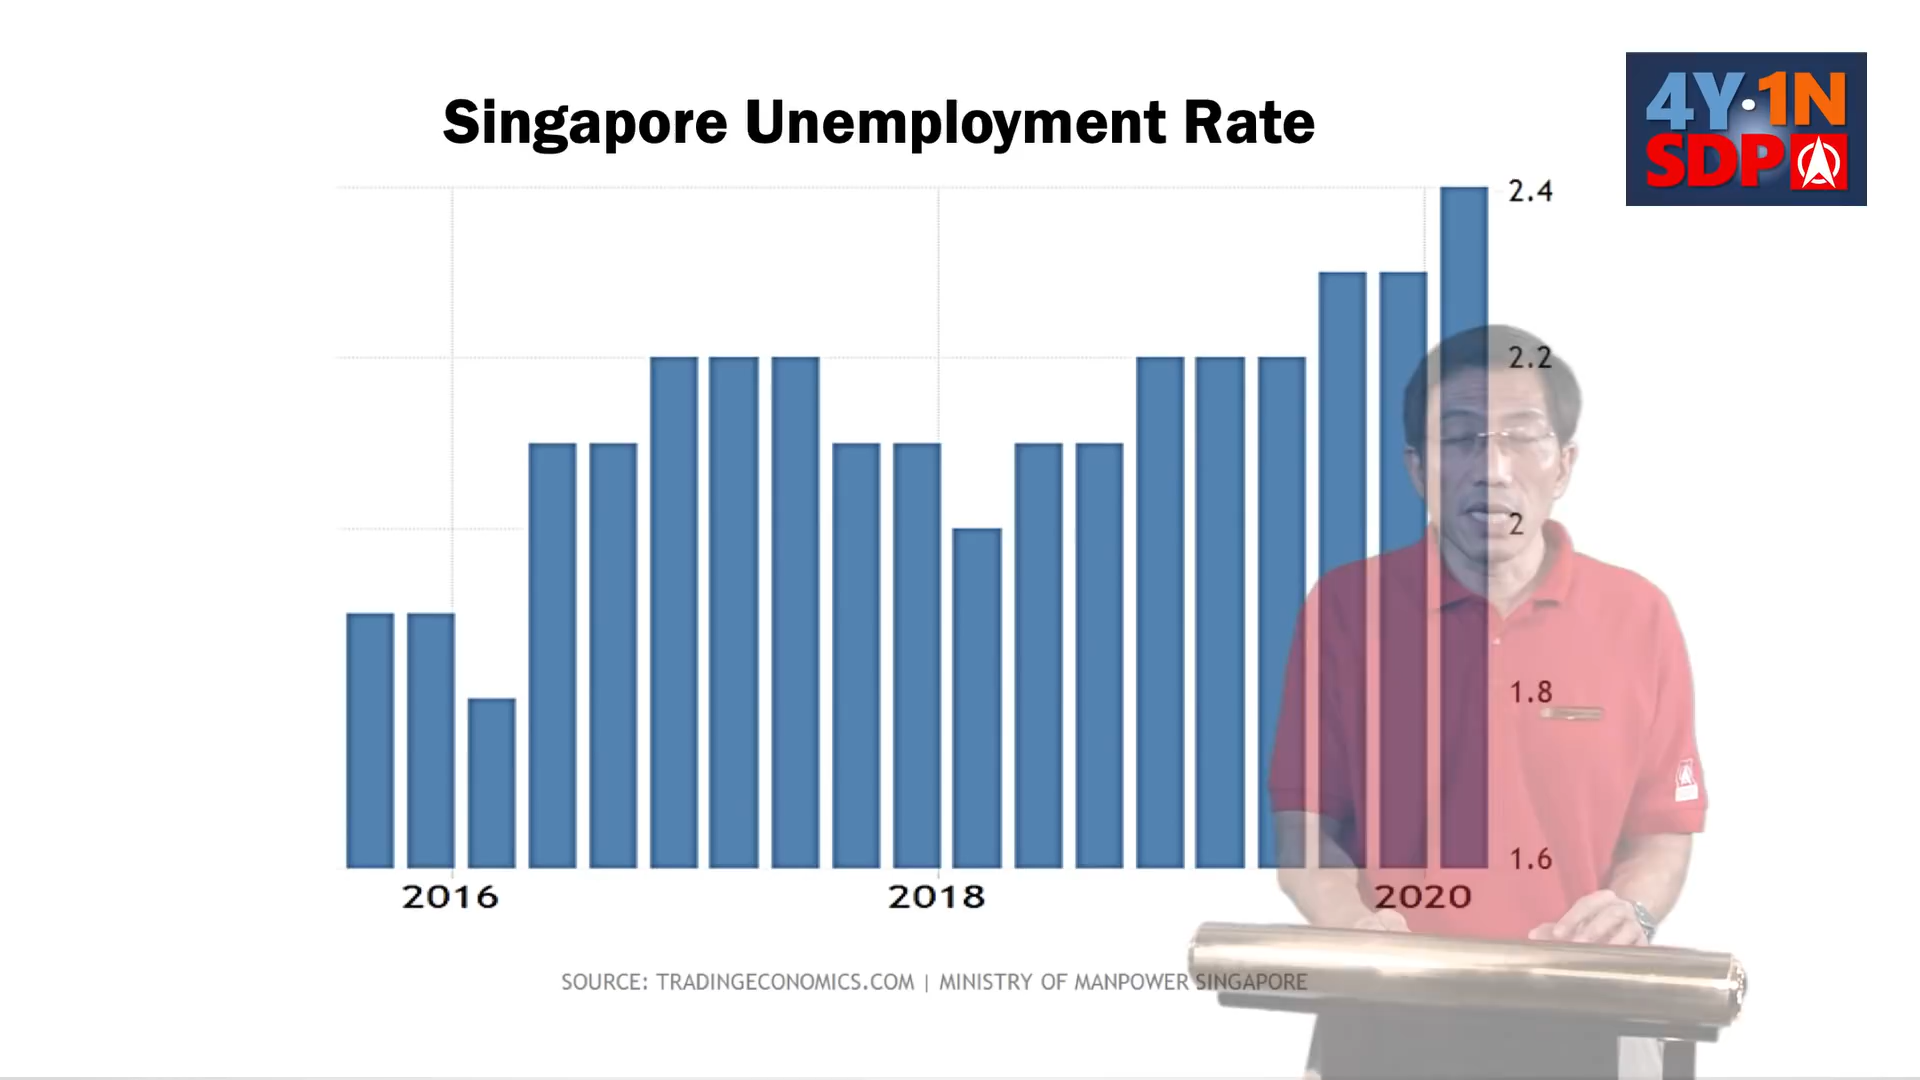 Singapore Unemployment Rate
4Y·1N
SDP
2.4
2.2
2
1.8
1.6
2016
2018
2020
SOURCE: TRADINGECONOMICS.COM | MINISTRY OF MANPOWER SINGAPORE